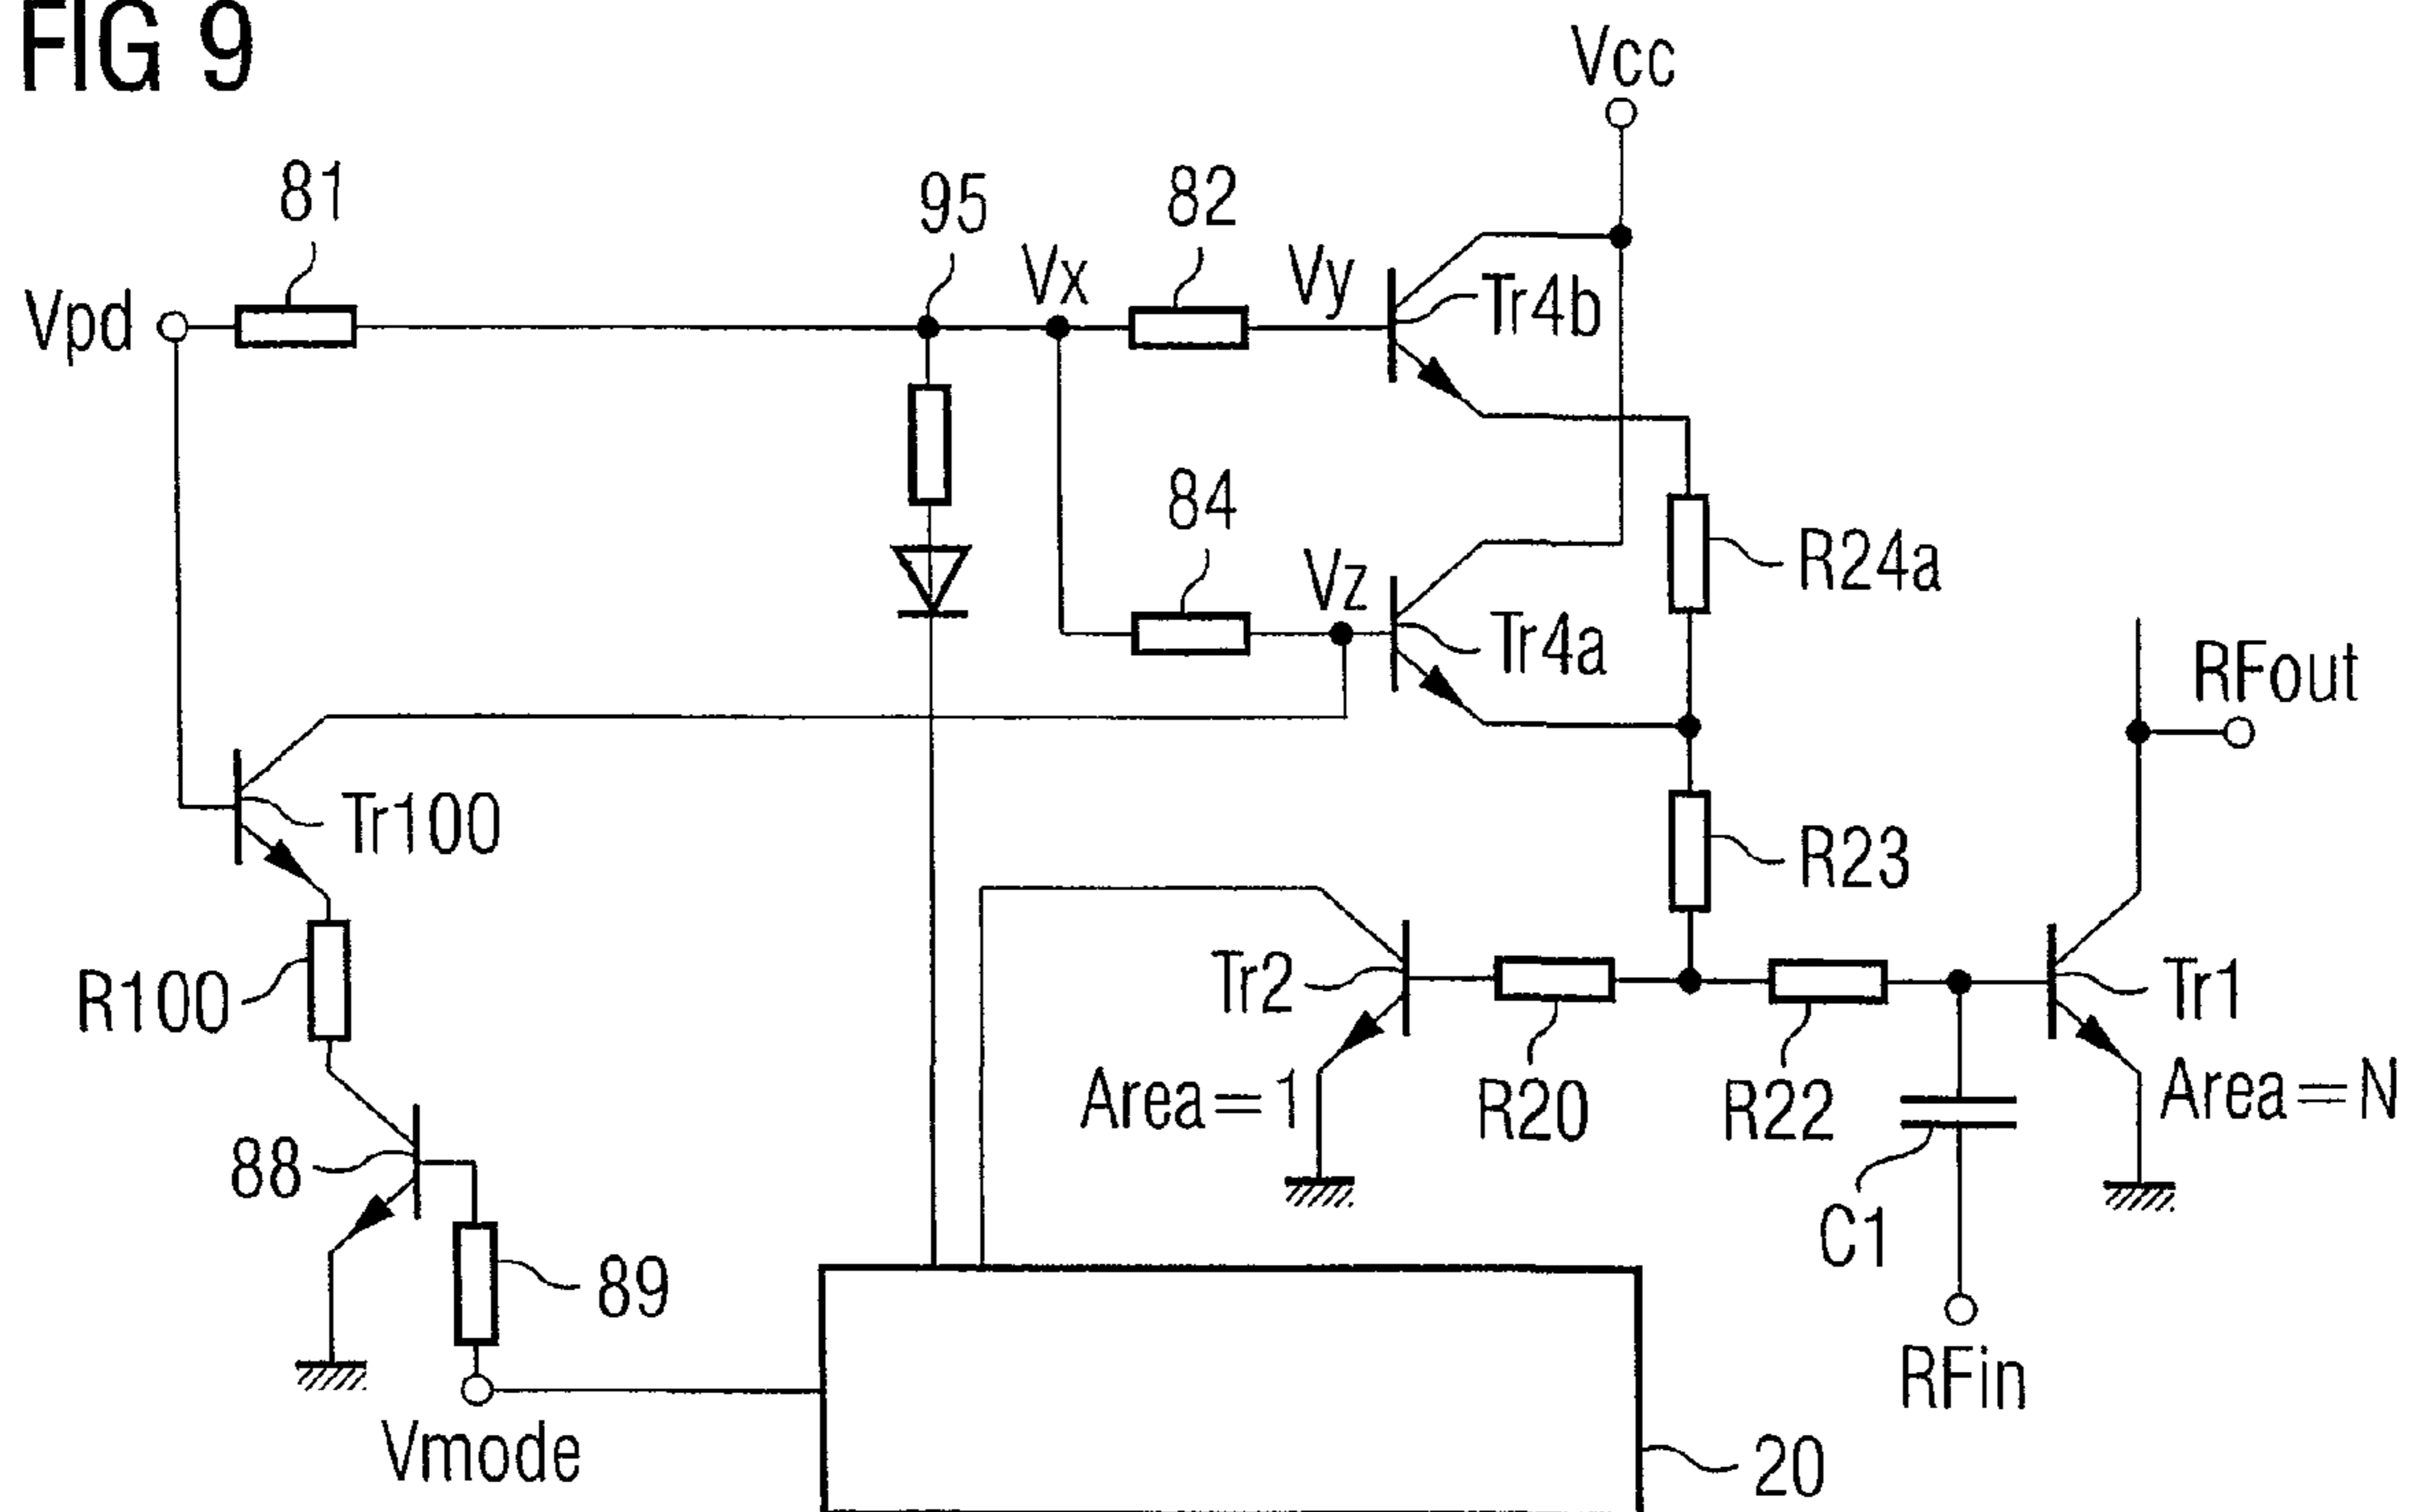 FIG 9
Vcc
81
95
82
Vx
Vy
Vpd
Tr4b
84
Vz
R24a
Tr4a
RFout
Tr100
R23
R100
Tr2
Tr1
Area=1
R20
R22
Area=N
88
C1
89
RFin
Vmode
20